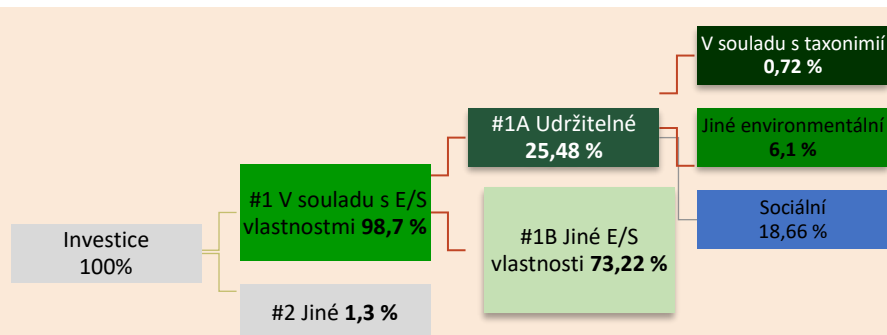 V souladu s taxonimií
0,72 %
#1A Udržitelné
25,48 %
Jiné environmentální
6,1 %
#1 V souladu s E/S
vlastnostmi 98,7 %
Sociální
18,66 %
#1B Jiné E/S
vlastnosti 73,22 %
Investice
100%
#2 Jiné 1,3 %